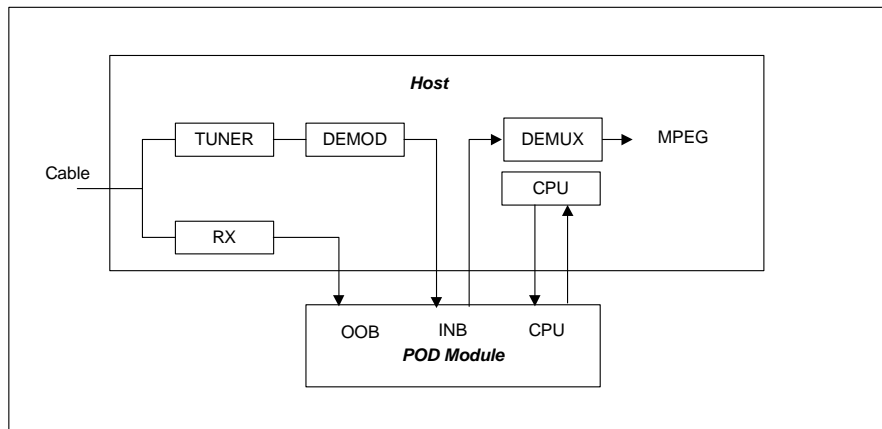 Host
TUNER
DEMOD
DEMUX
MPEG
Cable
CPU
RX
OOB
INB
CPU
POD Module